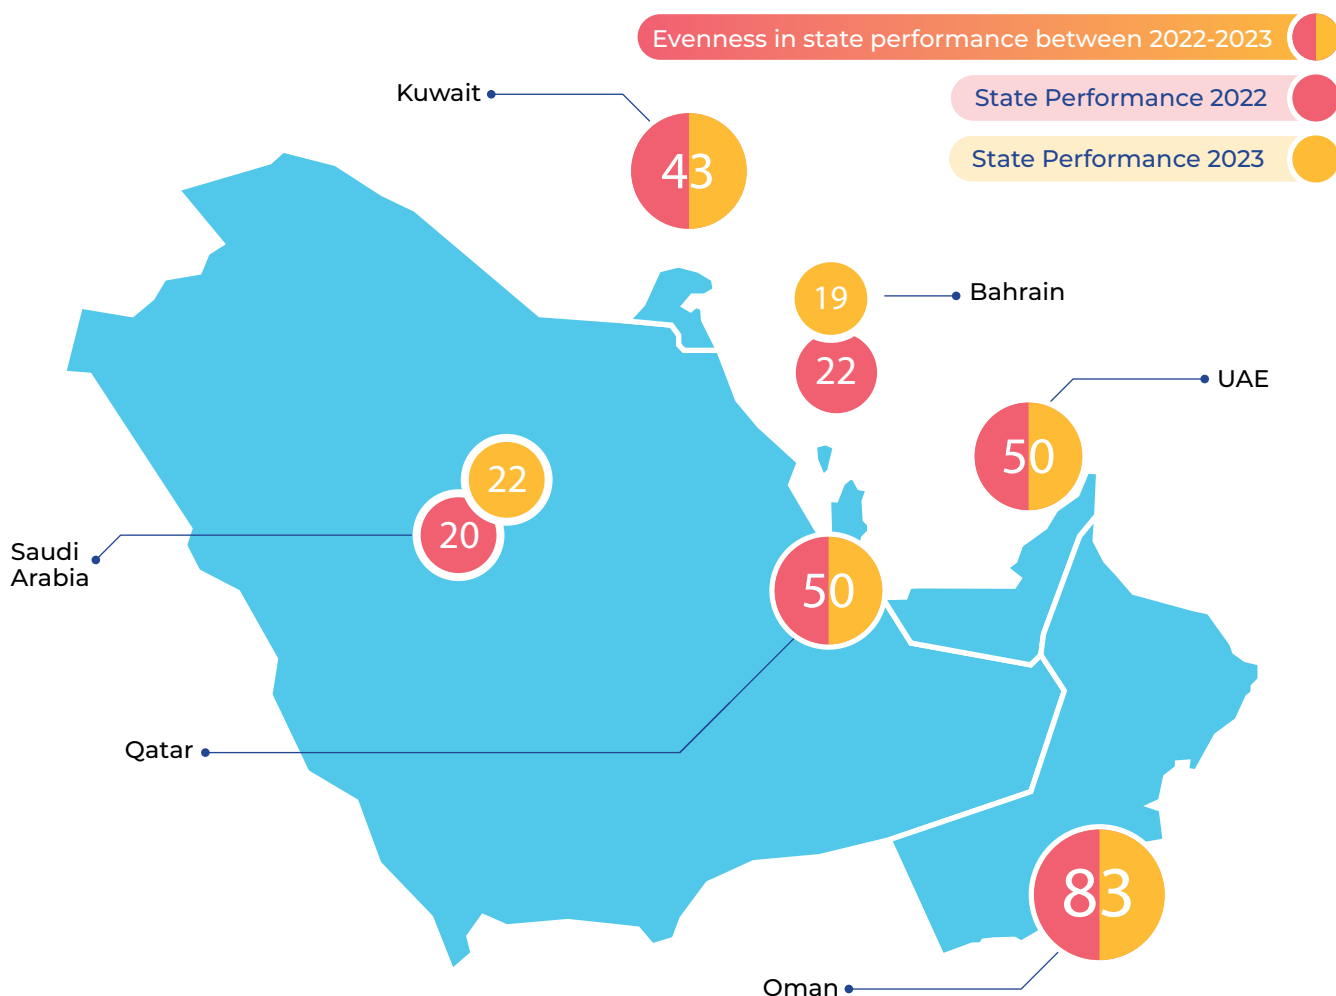 Evenness in state performance between 2022-2023
State Performance 2022
State Performance 2023
Kuwait
43
Bahrain
19
22
UAE
50
22
20
Saudi
Arabia
50
Qatar
83
Oman